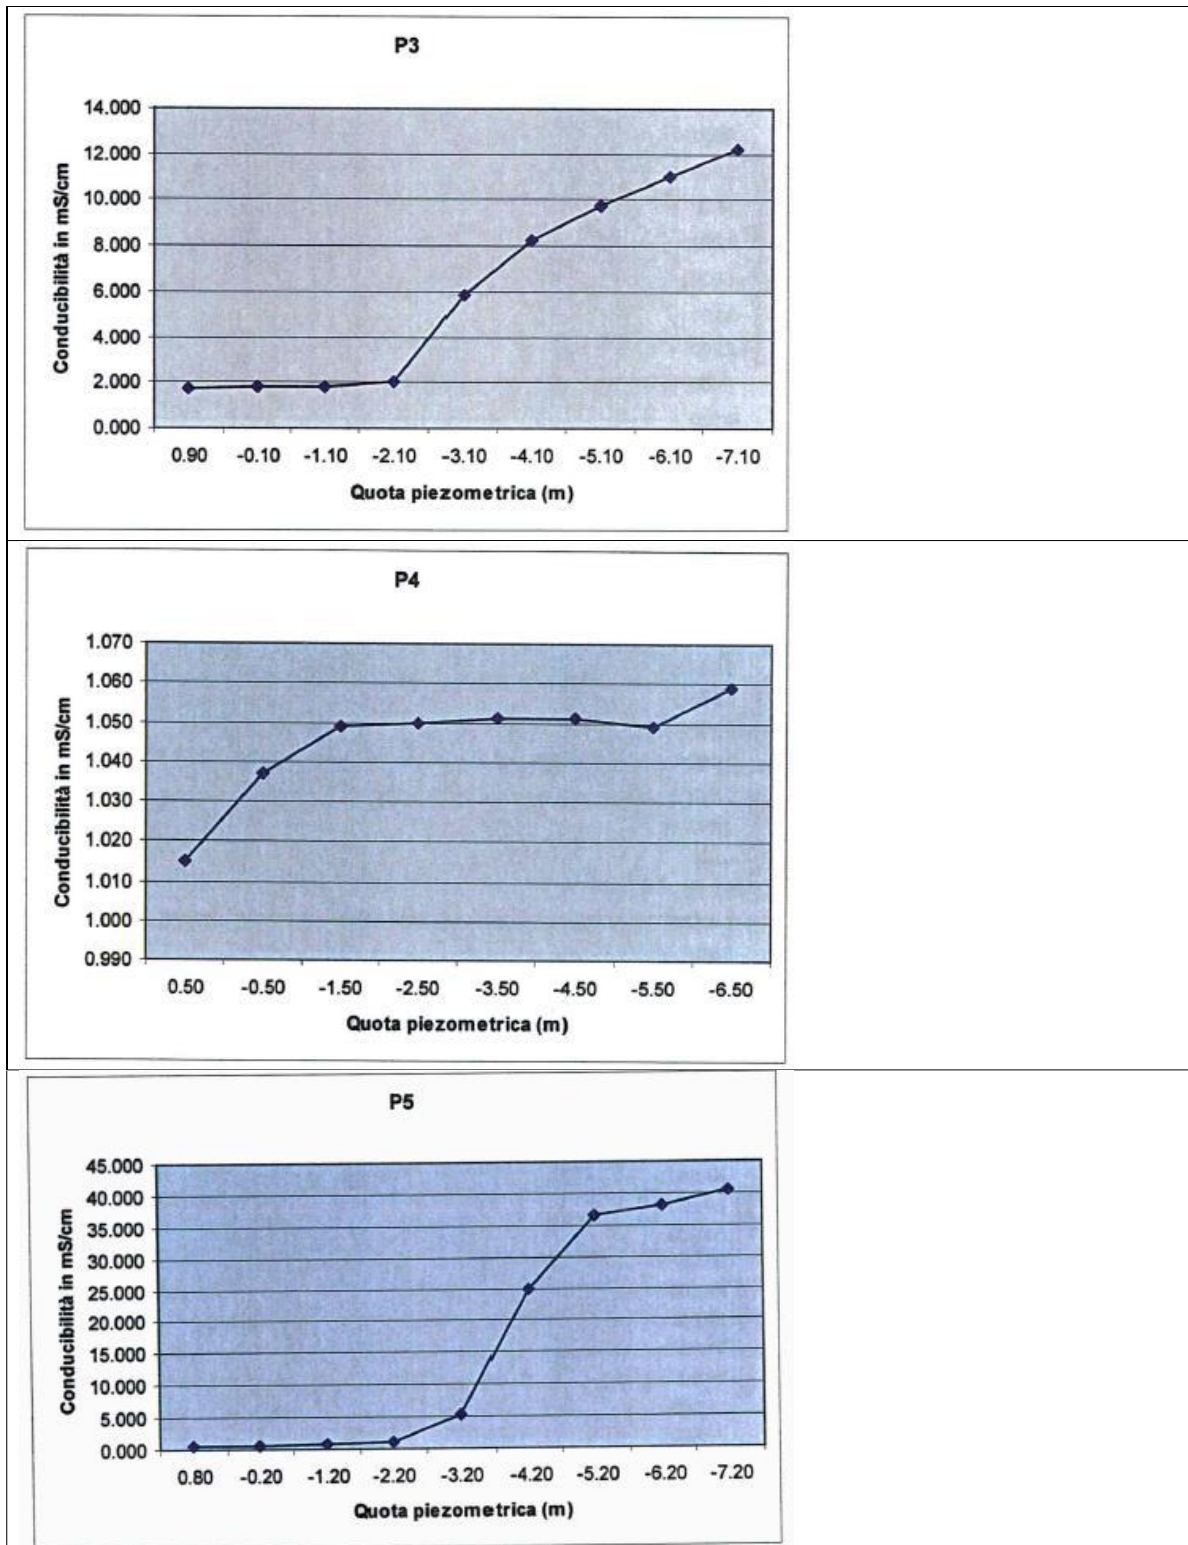 P3
Conducibilità in mS/cm
14.000
12.000
10.000
8.000
6.000
4.000
2.000
0.000
0.90 -0.10 -1.10 -2.10 -3.10 -4.10 -5.10 -6.10 -7.10
Quota piezometrica (m)
P4
Conducibilità in mS/cm
1.070
1.060
1.050
1.040
1.030
1.020
1.010
1.000
0.990
0.50 -0.50 -1.50 -2.50 -3.50 -4.50 -5.50 -6.50
Quota piezometrica (m)
P5
Conducibilità in mS/cm
45.000
40.000
35.000
30.000
25.000
20.000
15.000
10.000
5.000
0.000
0.80 -0.20 -1.20 -2.20 -3.20 -4.20 -5.20 -6.20 -7.20
Quota piezometrica (m)